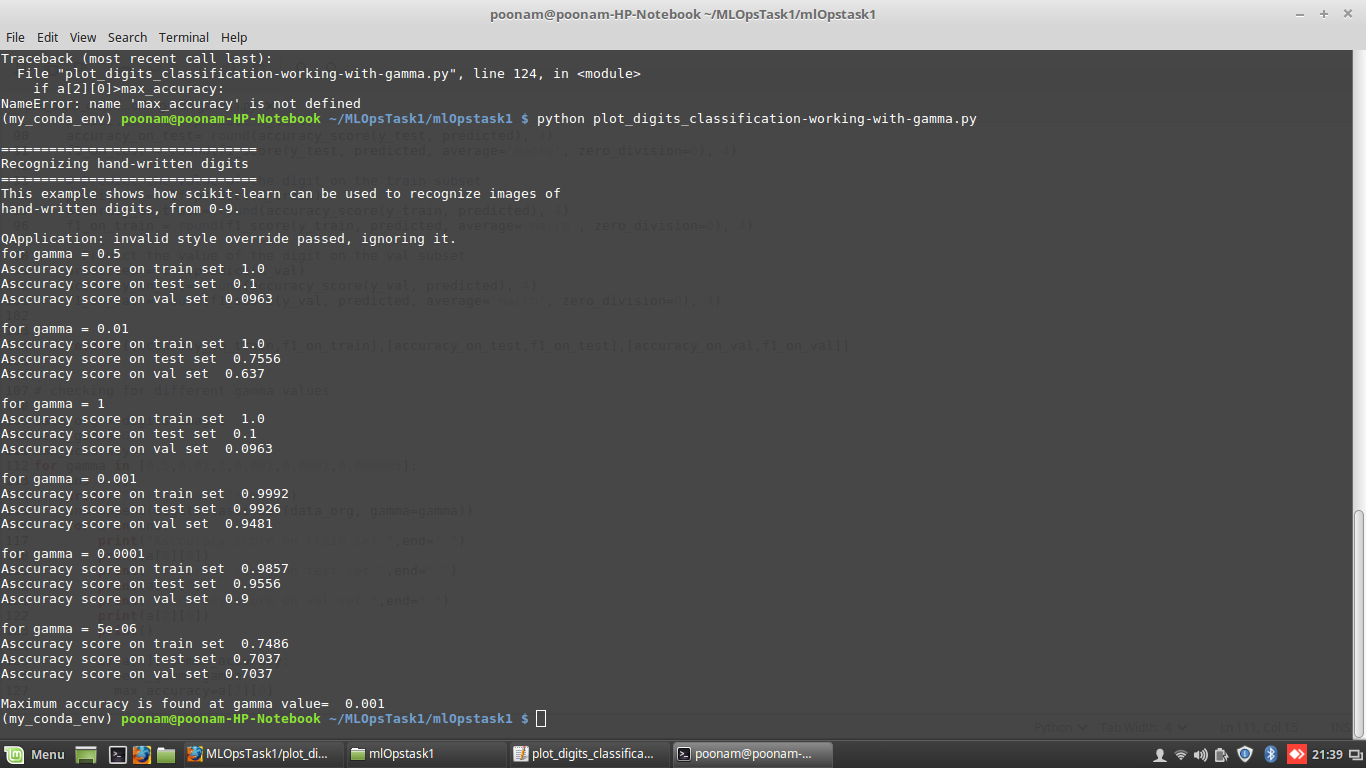 poonam@poonam-HP-Notebook ~/MLOpsTask1/mlOpstask1
File Edit View Search Terminal Help
Traceback (most recent call last):
  File "plot_digits_classification-working-with-gamma.py", line 124, in <module>
    if a[2][0]>max_accuracy:
NameError: name 'max_accuracy' is not defined
(my_conda_env) poonam@poonam-HP-Notebook ~/MLOpsTask1/mlOpstask1 $ python plot_digits_classification-working-with-gamma.py
================================
Recognizing hand-written digits
================================
This example shows how scikit-learn can be used to recognize images of
hand-written digits, from 0-9.
QApplication: invalid style override passed, ignoring it.
for gamma = 0.5
Asccuracy score on train set  1.0
Asccuracy score on test set  0.1
Asccuracy score on val set  0.0963
for gamma = 0.01
Asccuracy score on train set  1.0
Asccuracy score on test set  0.7556
Asccuracy score on val set  0.637
for gamma = 1
Asccuracy score on train set  1.0
Asccuracy score on test set  0.1
Asccuracy score on val set  0.0963
for gamma = 0.001
Asccuracy score on train set  0.9992
Asccuracy score on test set  0.9926
Asccuracy score on val set  0.9481
for gamma = 0.0001
Asccuracy score on train set  0.9857
Asccuracy score on test set  0.9556
Asccuracy score on val set  0.9
for gamma = 5e-06
Asccuracy score on train set  0.7486
Asccuracy score on test set  0.7037
Asccuracy score on val set  0.7037
Maximum accuracy is found at gamma value=  0.001
(my_conda_env) poonam@poonam-HP-Notebook ~/MLOpsTask1/mlOpstask1 $
Menu MLOpsTask1/plot_di... mlOpstask1 plot_digits_classifica... poonam@poonam-... 21:39